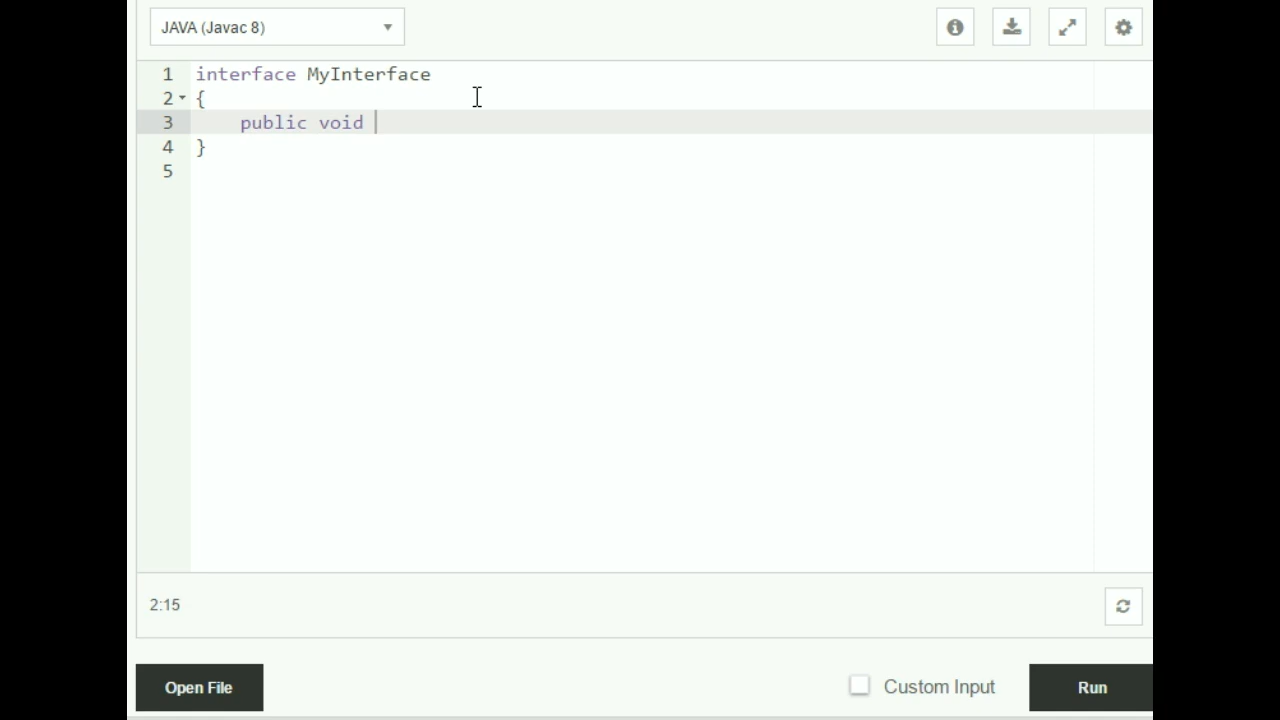 JAVA (Javac 8)
1 interface MyInterface
2 {
3     public void
4 }
5
2:15
Open File
Custom Input
Run